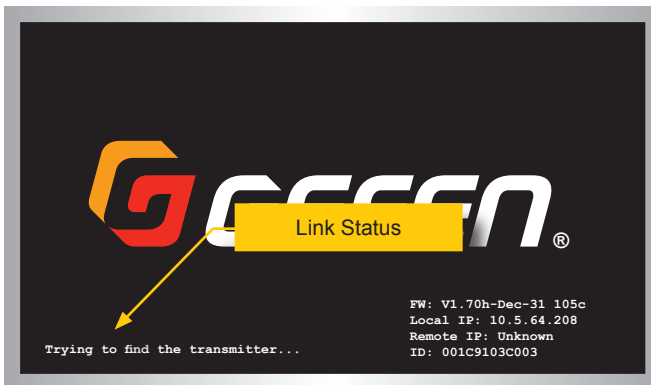 GEFEN®
Link Status
FW: V1.70h-Dec-31 105c
Local IP: 10.5.64.208
Remote IP: Unknown
Trying to find the transmitter...
ID: 001C9103C003